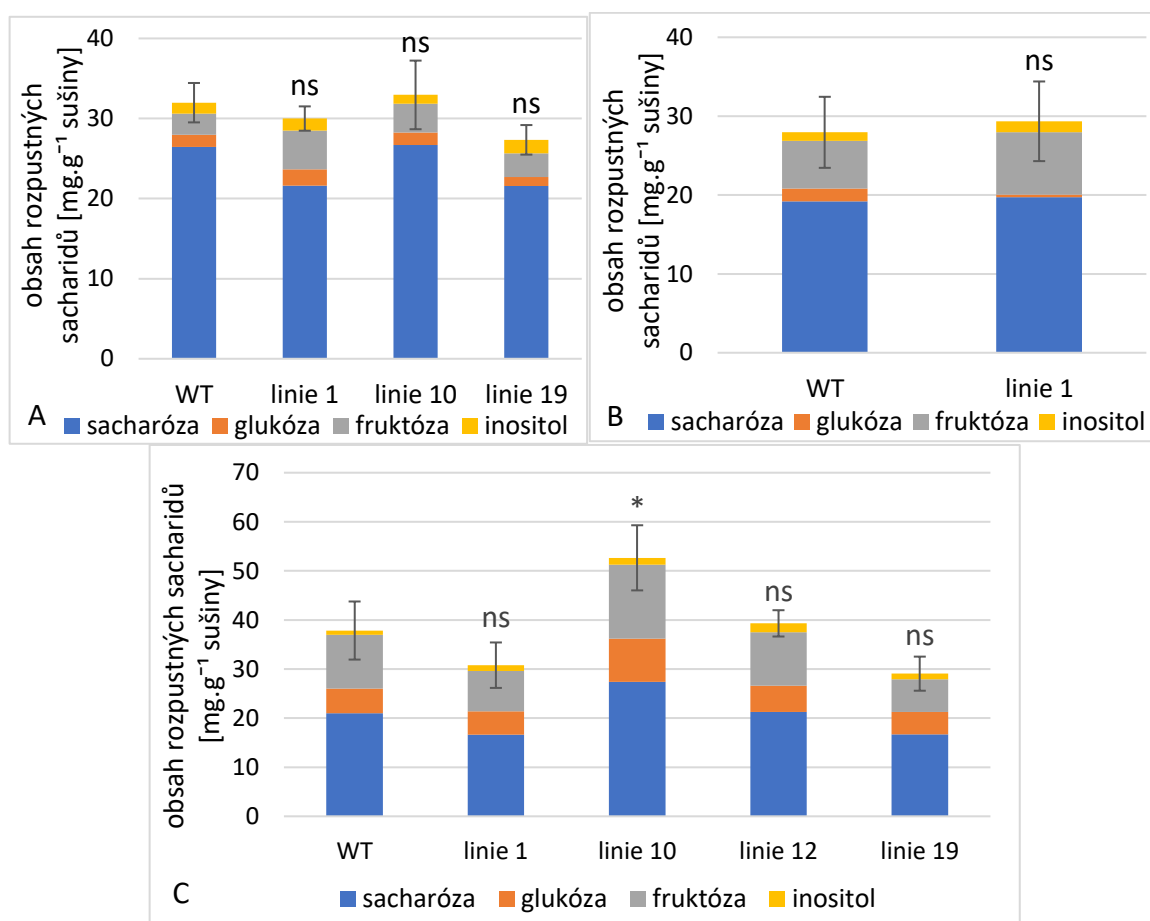 obsah rozpustných
sacharidů [mg.g⁻¹ sušiny]
40
30
20
10
0
ns
ns
ns
WT
linie 1
linie 10
linie 19
A
sacharóza
glukóza
fruktóza
inositol
obsah rozpustných
sacharidů [mg.g⁻¹ sušiny]
40
30
20
10
0
ns
WT
linie 1
B
sacharóza
glukóza
fruktóza
inositol
obsah rozpustných sacharidů
[mg.g⁻¹ sušiny]
70
60
50
40
30
20
10
0
ns
*
ns
ns
WT
linie 1
linie 10
linie 12
linie 19
C
sacharóza
glukóza
fruktóza
inositol